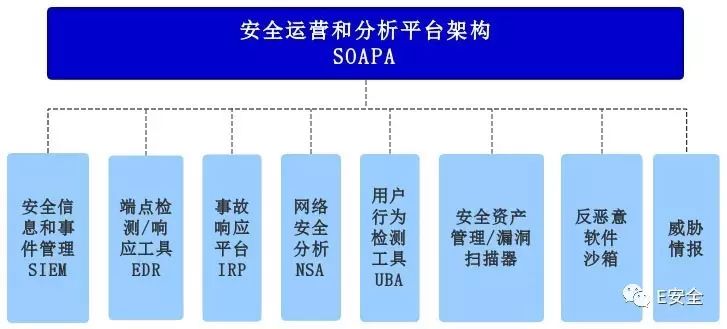 安全运营和分析平台架构
SOAPA
安全信
息和事
件管理
SIEM
端点检
测/响
应工具
EDR
事故
响应
平台
IRP
网络
安全
分析
NSA
用户
行为
检测
工具
UBA
安全资产
管理/漏洞
扫描器
反恶意
软件
沙箱
威胁
情报
E安全